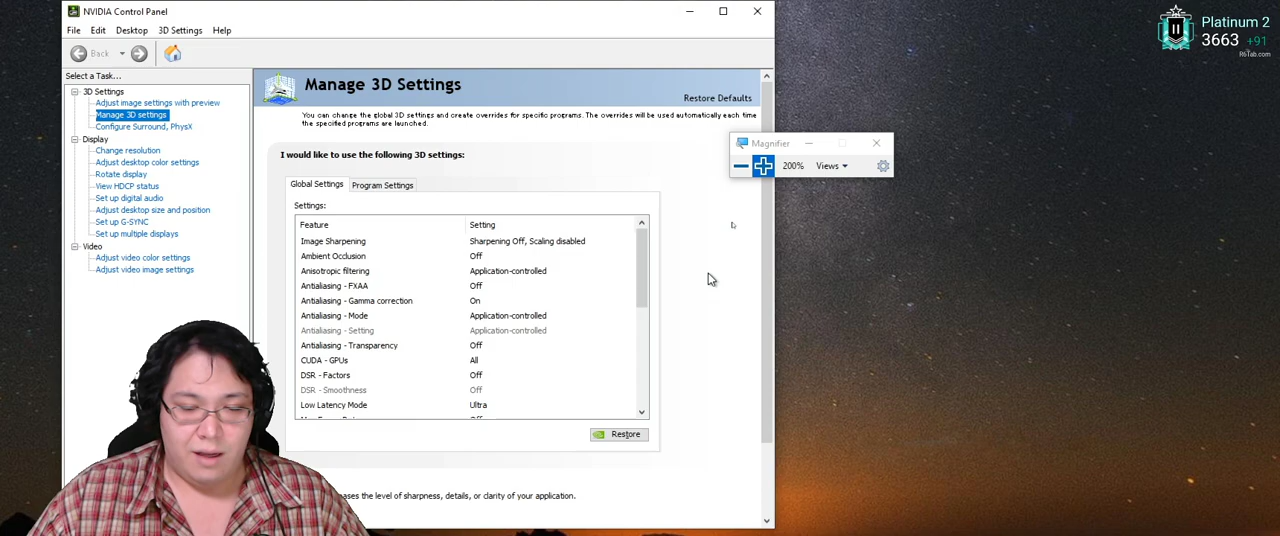 NVIDIA Control Panel
File Edit Desktop 3D Settings Help
Back
Select a Task...
3D Settings
Adjust image settings with preview
Manage 3D settings
Configure Surround, PhysX
Display
Change resolution
Adjust desktop color settings
Rotate display
View HDCP status
Set up digital audio
Adjust desktop size and position
Set up G-SYNC
Set up multiple displays
Video
Adjust video color settings
Adjust video image settings
Manage 3D Settings
Restore Defaults
You can change the global 3D settings and create overrides for specific programs. The overrides will be used automatically each time
the specified programs are launched.
I would like to use the following 3D settings:
Global Settings Program Settings
Settings:
Feature Setting
Image Sharpening Sharpening Off, Scaling disabled
Ambient Occlusion Off
Anisotropic filtering Application-controlled
Antialiasing - FXAA Off
Antialiasing - Gamma correction On
Antialiasing - Mode Application-controlled
Antialiasing - Setting Application-controlled
Antialiasing - Transparency Off
CUDA - GPUs All
DSR - Factors Off
DSR - Smoothness Off
Low Latency Mode Ultra
Restore
of sharpness, details, or clarity of your application.
Magnifier
200% Views
II
Platinum 2
3663 +91
R6Tab.com